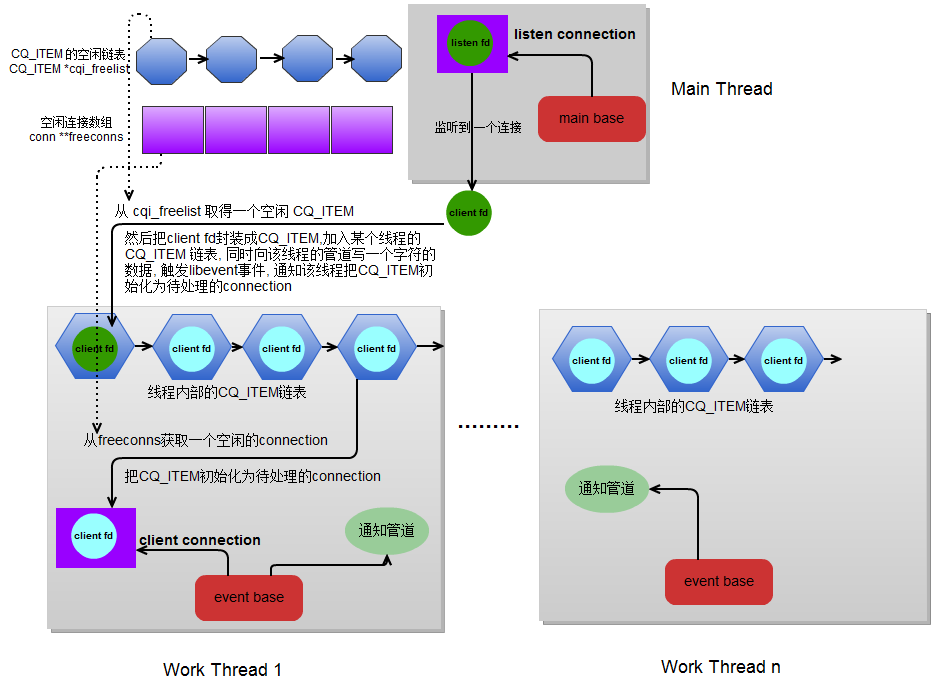 CQ_ITEM 的空闲链表
CQ_ITEM *cqi_freelist
空闲连接数组
conn **freeconns
listen fd
listen connection
main base
Main Thread
监听到一个连接
client fd
从 cqi_freelist 取得一个空闲 CQ_ITEM
然后把client fd封装成CQ_ITEM,加入某个线程的
CQ_ITEM 链表, 同时向该线程的管道写一个字符的
数据, 触发libevent事件, 通知该线程把CQ_ITEM初
始化为待处理的connection
client fd
client fd
client fd
client fd
线程内部的CQ_ITEM链表
从freeconns获取一个空闲的connection
把CQ_ITEM初始化为待处理的connection
client fd
client connection
通知管道
event base
Work Thread 1
.........
client fd
client fd
client fd
线程内部的CQ_ITEM链表
通知管道
event base
Work Thread n